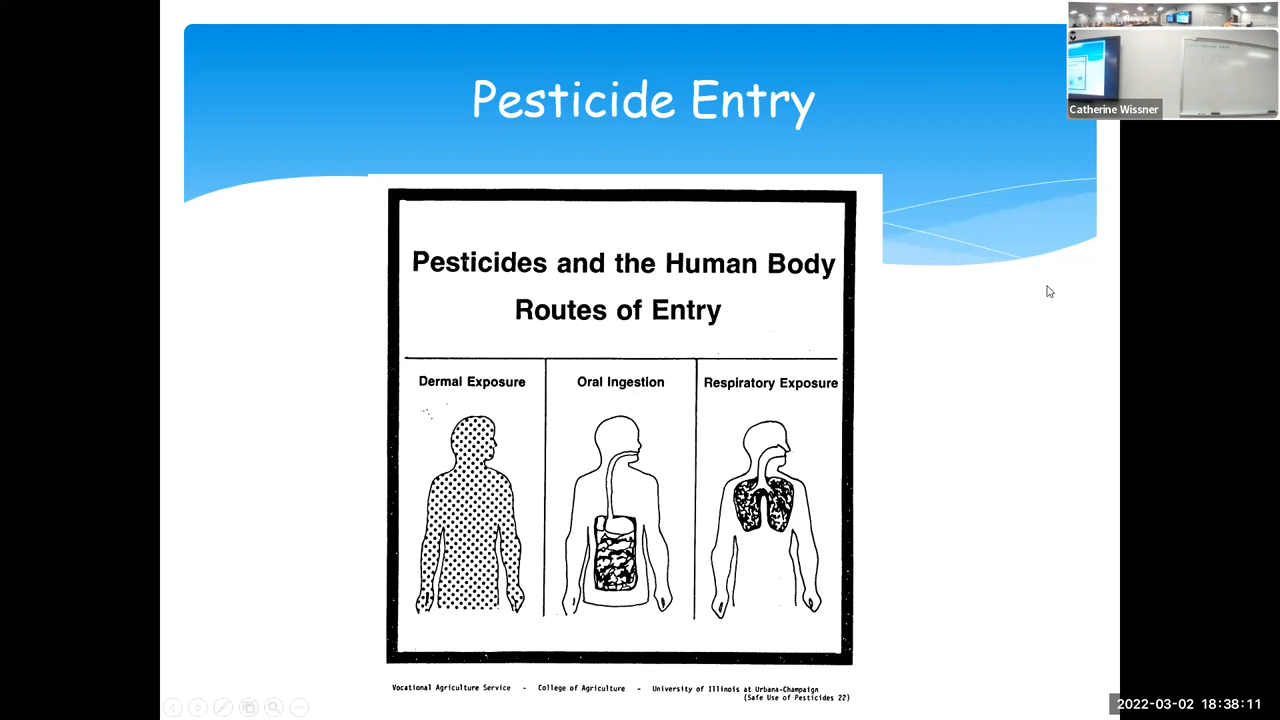 Pesticide Entry
Catherine Wissner
Pesticides and the Human Body
Routes of Entry
Dermal Exposure
Oral Ingestion
Respiratory Exposure
Vocational Agriculture Service - College of Agriculture - University of Illinois at Urbana-Champaign
(Safe Use of Pesticides 22)
2022-03-02 18:38:11